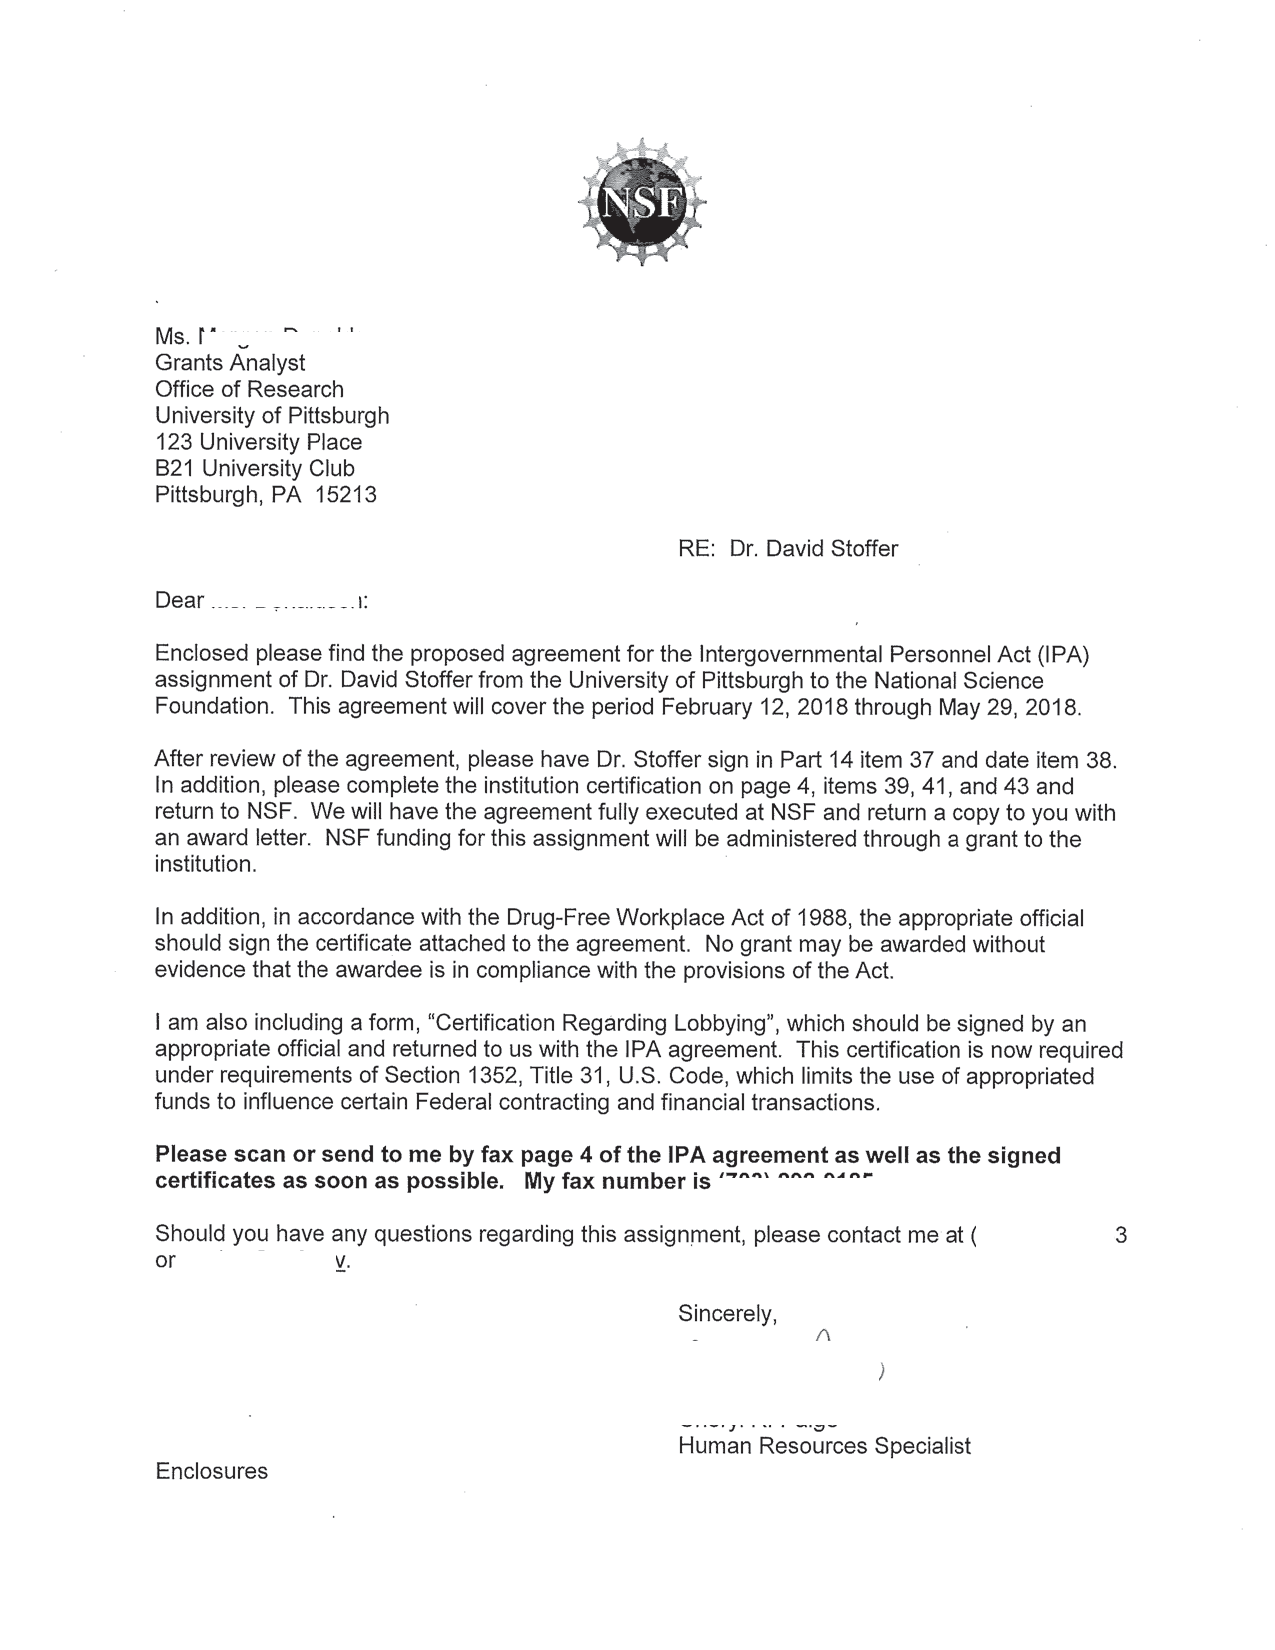 NSF
Ms.
Grants Analyst
Office of Research
University of Pittsburgh
123 University Place
B21 University Club
Pittsburgh, PA 15213
RE: Dr. David Stoffer
Dear :
Enclosed please find the proposed agreement for the Intergovernmental Personnel Act (IPA)
assignment of Dr. David Stoffer from the University of Pittsburgh to the National Science
Foundation. This agreement will cover the period February 12, 2018 through May 29, 2018.
After review of the agreement, please have Dr. Stoffer sign in Part 14 item 37 and date item 38.
In addition, please complete the institution certification on page 4, items 39, 41, and 43 and
return to NSF. We will have the agreement fully executed at NSF and return a copy to you with
an award letter. NSF funding for this assignment will be administered through a grant to the
institution.
In addition, in accordance with the Drug-Free Workplace Act of 1988, the appropriate official
should sign the certificate attached to the agreement. No grant may be awarded without
evidence that the awardee is in compliance with the provisions of the Act.
I am also including a form, “Certification Regarding Lobbying”, which should be signed by an
appropriate official and returned to us with the IPA agreement. This certification is now required
under requirements of Section 1352, Title 31, U.S. Code, which limits the use of appropriated
funds to influence certain Federal contracting and financial transactions.
Please scan or send to me by fax page 4 of the IPA agreement as well as the signed
certificates as soon as possible. My fax number is
Should you have any questions regarding this assignment, please contact me at ( 3
or v.
Sincerely,
Human Resources Specialist
Enclosures